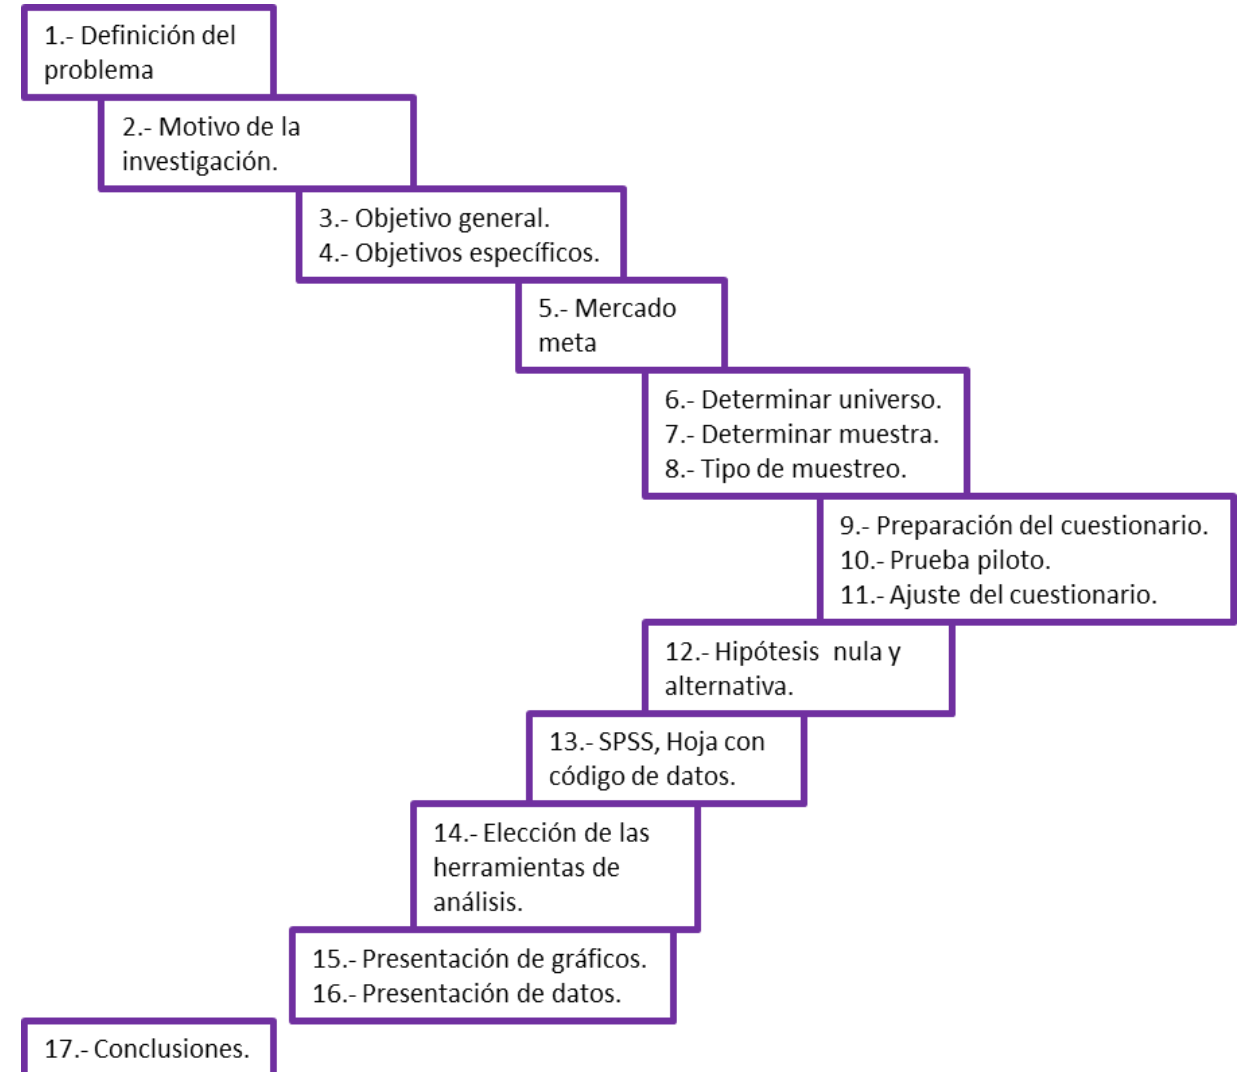 1.- Definición del
problema
2.- Motivo de la
investigación.
3.- Objetivo general.
4.- Objetivos específicos.
5.- Mercado
meta
6.- Determinar universo.
7.- Determinar muestra.
8.- Tipo de muestreo.
9.- Preparación del cuestionario.
10.- Prueba piloto.
11.- Ajuste del cuestionario.
12.- Hipótesis nula y
alternativa.
13.- SPSS, Hoja con
código de datos.
14.- Elección de las
herramientas de
análisis.
15.- Presentación de gráficos.
16.- Presentación de datos.
17.- Conclusiones.